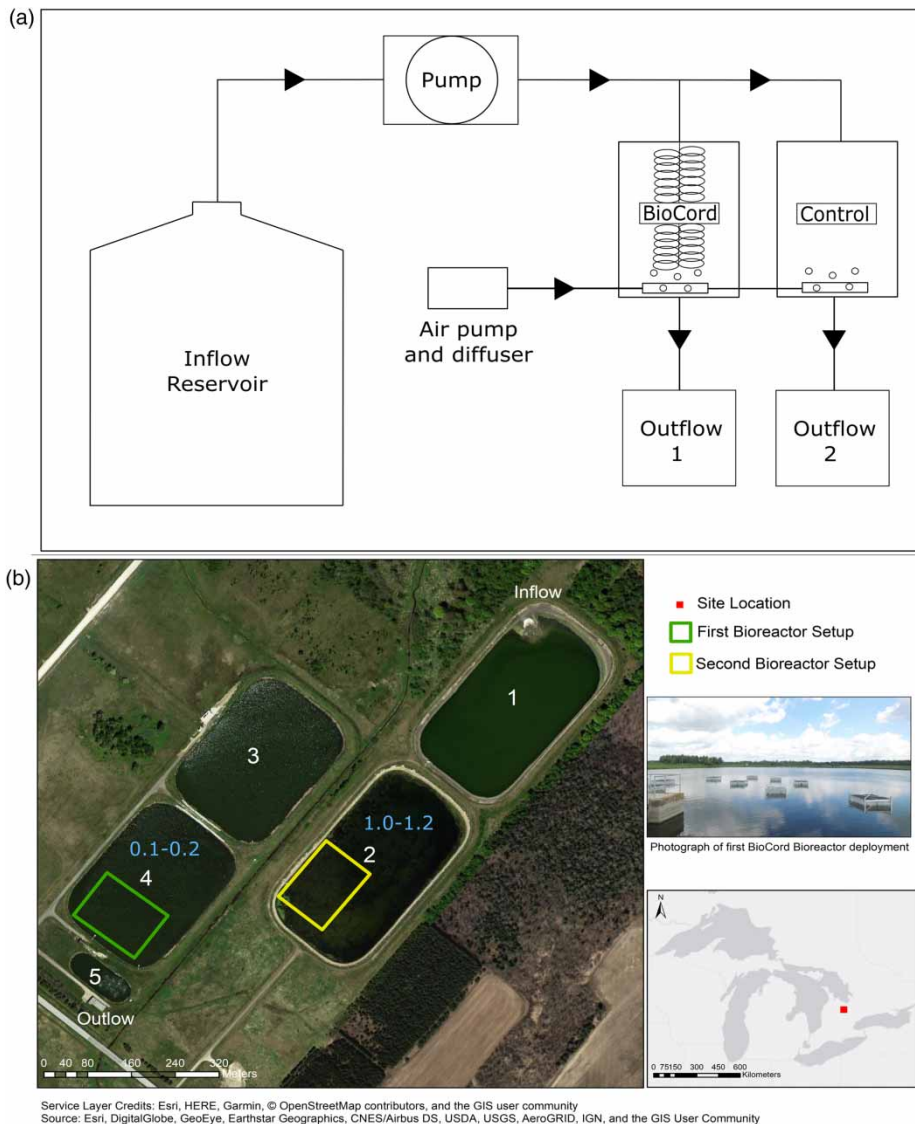 (a)
Pump
BioCord
Control
Inflow
Reservoir
Air pump
and diffuser
Outflow
1
Outflow
2
(b)
Inflow
1
3
2
1.0-1.2
0.1-0.2
4
5
Outlow
0 40 80 160 240 320
Meters
Site Location
First Bioreactor Setup
Second Bioreactor Setup
Photograph of first BioCord Bioreactor deployment
N
0 75150 300 450 600
Kilometers
Service Layer Credits: Esri, HERE, Garmin, © OpenStreetMap contributors, and the GIS user community
Source: Esri, DigitalGlobe, GeoEye, Earthstar Geographics, CNES/Airbus DS, USDA, USGS, AeroGRID, IGN, and the GIS User Community